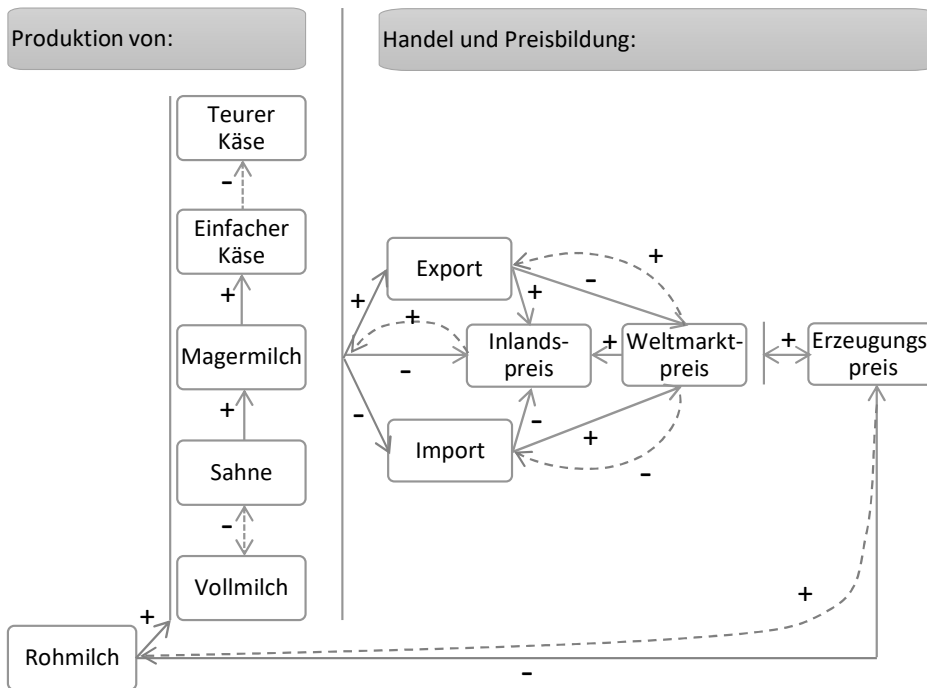 Produktion von:
Handel und Preisbildung:
Teurer
Käse
-
Einfacher
Käse
+
Magermilch
+
Sahne
-
Vollmilch
+
Rohmilch
Export
+
-
+
+
+
Inlands-
preis
+
Weltmarkt-
preis
+
Erzeugungs
preis
-
-
-
+
Import
-
+
-